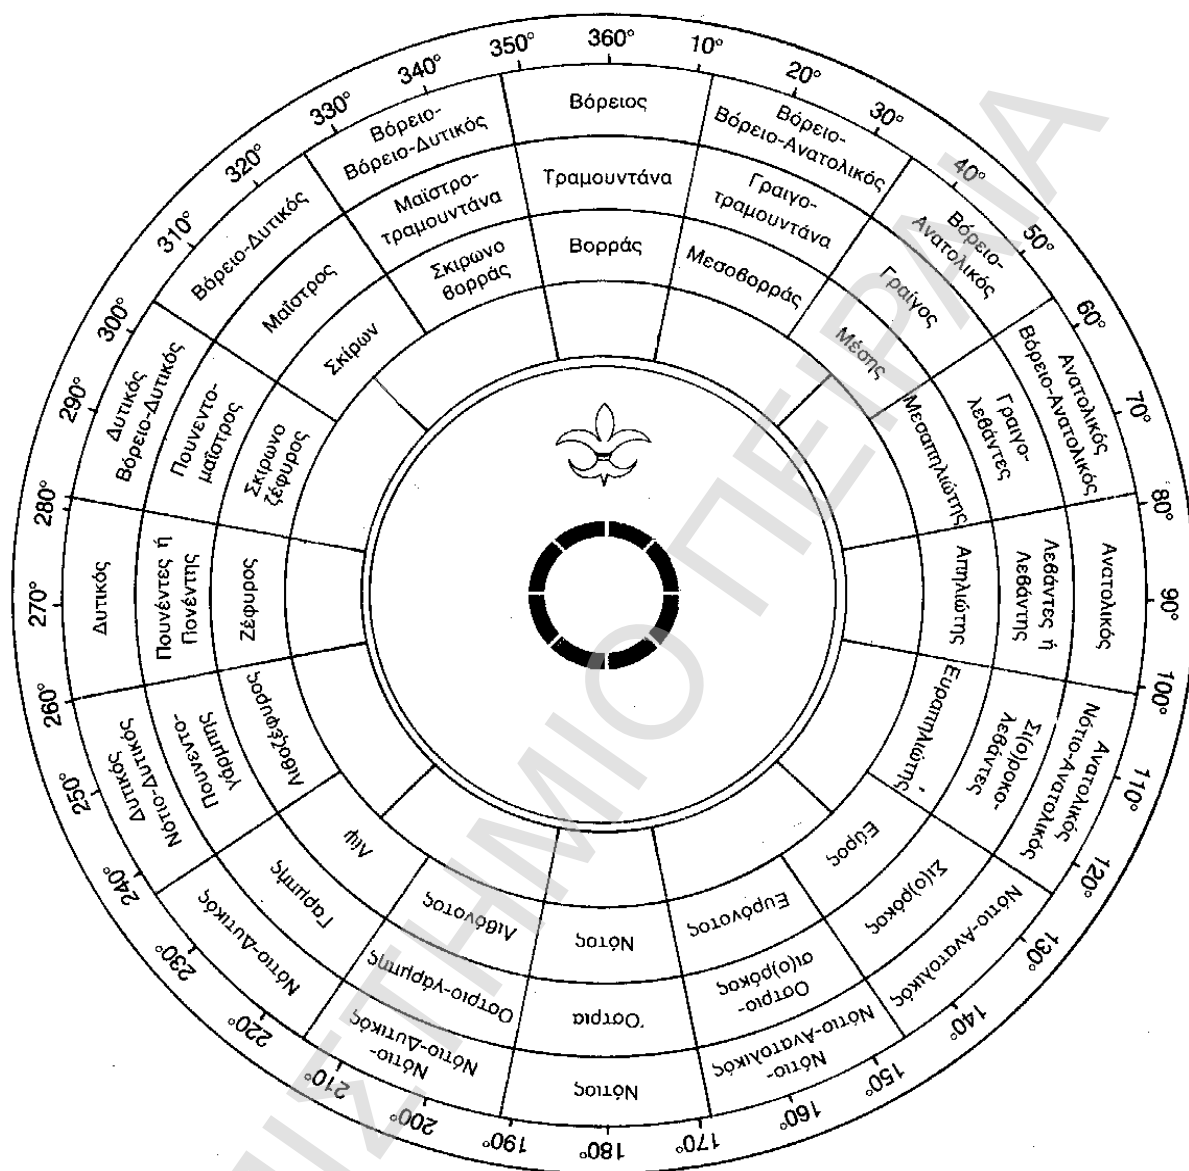 360°
10°
20°
30°
40°
50°
60°
70°
80°
90°
100°
110°
120°
130°
140°
150°
160°
170°
180°
190°
200°
210°
220°
230°
240°
250°
260°
270°
280°
290°
300°
310°
320°
330°
340°
350°
Βόρειος
Τραμουντάνα
Βορράς
Βόρειο-
Βόρειο-Ανατολικός
Γραιγο-
τραμουντάνα
Μεσοβορράς
Βόρειο-
Ανατολικός
Γραίγος
Μέσης
Ανατολικός
Βόρειο-Ανατολικός
Γραιγο-
λεβάντες
Μεσαπηλιώτης
Ανατολικός
Λεβάντες ή
Λεβάντης
Απηλιώτης
Ανατολικός
Νότιο-Ανατολικός
Σι(ο)ροκο-
λεβάντες
Ευραπηλιώτης
Νότιο-Ανατολικός
Σι(ο)ρόκος
Εύρος
Νότιο-
Νότιο-Ανατολικός
Οστριο-
σι(ο)ρόκος
Ευρόνοτος
Νότιος
Όστρια
Νότος
Νότιο-
Νότιο-Δυτικός
Οστριο-γάρμπης
Λιβόνοτος
Νότιο-Δυτικός
Γαρμπής
Λίψ
Δυτικός
Νότιο-Δυτικός
Πουνεντο-
γάρμπης
Λιβοζέφυρος
Δυτικός
Πουνέντες ή
Πονέντης
Ζέφυρος
Δυτικός
Βόρειο-Δυτικός
Πουνεντο-
μαΐστρος
Σκιρωνο
ζέφυρος
Βόρειο-Δυτικός
Μαΐστρος
Σκίρων
Βόρειο-
Βόρειο-Δυτικός
Μαΐστρο-
τραμουντάνα
Σκιρωνο
βορράς
ΙΣΤΗΜΙΟ ΠΕΙΡΑΙΑ